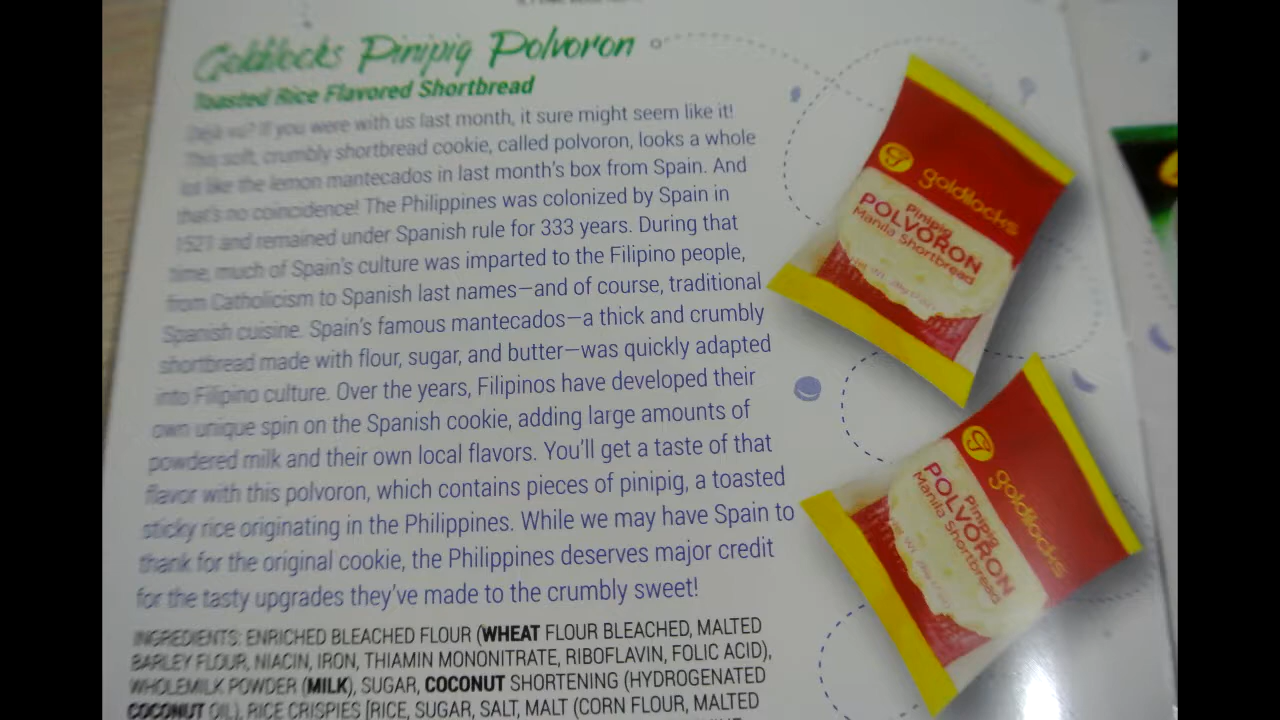 Goldilocks Pinipig Polvoron
Toasted Rice Flavored Shortbread
Deja vu? If you were with us last month, it sure might seem like it!
This soft, crumbly shortbread cookie, called polvoron, looks a whole
lot like the lemon mantecados in last month's box from Spain. And
that's no coincidence! The Philippines was colonized by Spain in
1521 and remained under Spanish rule for 333 years. During that
time, much of Spain's culture was imparted to the Filipino people,
from Catholicism to Spanish last names—and of course, traditional
Spanish cuisine. Spain's famous mantecados—a thick and crumbly
shortbread made with flour, sugar, and butter—was quickly adapted
into Filipino culture. Over the years, Filipinos have developed their
own unique spin on the Spanish cookie, adding large amounts of
powdered milk and their own local flavors. You'll get a taste of that
flavor with this polvoron, which contains pieces of pinipig, a toasted
sticky rice originating in the Philippines. While we may have Spain to
thank for the original cookie, the Philippines deserves major credit
for the tasty upgrades they've made to the crumbly sweet!
INGREDIENTS: ENRICHED BLEACHED FLOUR (WHEAT FLOUR BLEACHED, MALTED
BARLEY FLOUR, NIACIN, IRON, THIAMIN MONONITRATE, RIBOFLAVIN, FOLIC ACID),
WHOLEMILK POWDER (MILK), SUGAR, COCONUT SHORTENING (HYDROGENATED
COCONUT OIL), RICE CRISPIES [RICE, SUGAR, SALT, MALT (CORN FLOUR, MALTED
goldilocks
Pinipig
POLVORON
Manila Shortbread
goldilocks
Pinipig
POLVORON
Manila Shortbread